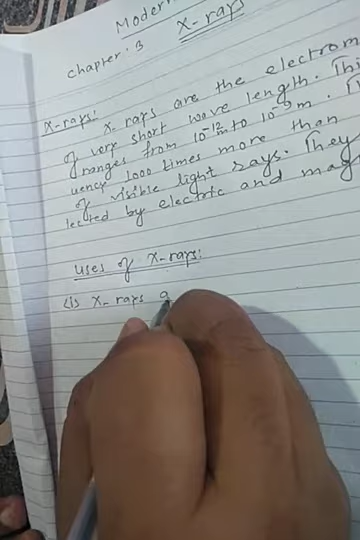 Modern
Chapter. 3
X-rays
X-rays:
X-rays are the electrom
of very short wave length. Thi
ranges from 10⁻¹²m to 10⁻⁹m.
uency 1000 times more than
of visible light rays. They
lected by electric and mag
Uses of X-rays:
<1> X-rays a